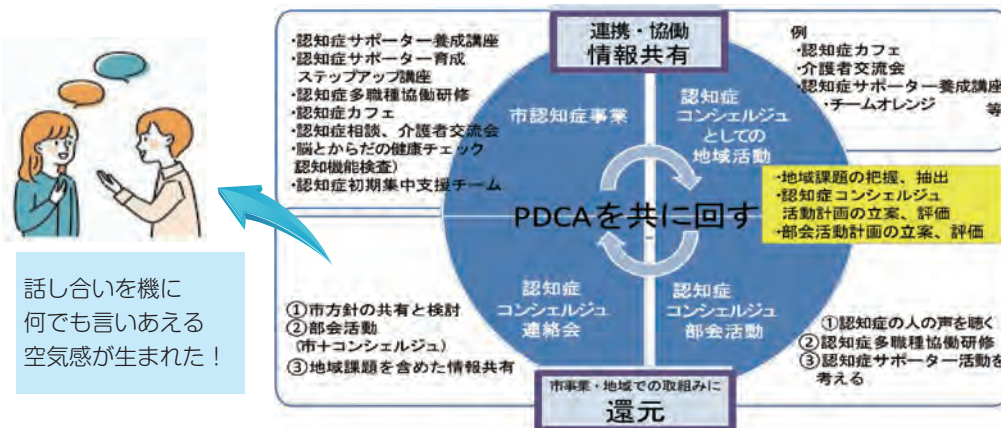 連携・協働
情報共有
・認知症サポーター養成講座
・認知症サポーター育成
ステップアップ講座
・認知症多職種協働研修
・認知症カフェ
・認知症相談、介護者交流会
・脳とからだの健康チェック
認知機能検査)
・認知症初期集中支援チーム
例
・認知症カフェ
・介護者交流会
・認知症サポーター養成講座
・チームオレンジ
等
市認知症事業
認知症
コンシェルジュ
としての
地域活動
・地域課題の把握、抽出
・認知症コンシェルジュ
活動計画の立案、評価
・部会活動計画の立案、評価
PDCAを共に回す
話し合いを機に
何でも言いあえる
空気感が生まれた！
①市方針の共有と検討
②部会活動
(市+コンシェルジュ)
③地域課題を含めた情報共有
認知症
コンシェルジュ
連絡会
認知症
コンシェルジュ
部会活動
①認知症の人の声を聴く
②認知症多職種協働研修
③認知症サポーター活動を
考える
市事業・地域での取組みに
還元